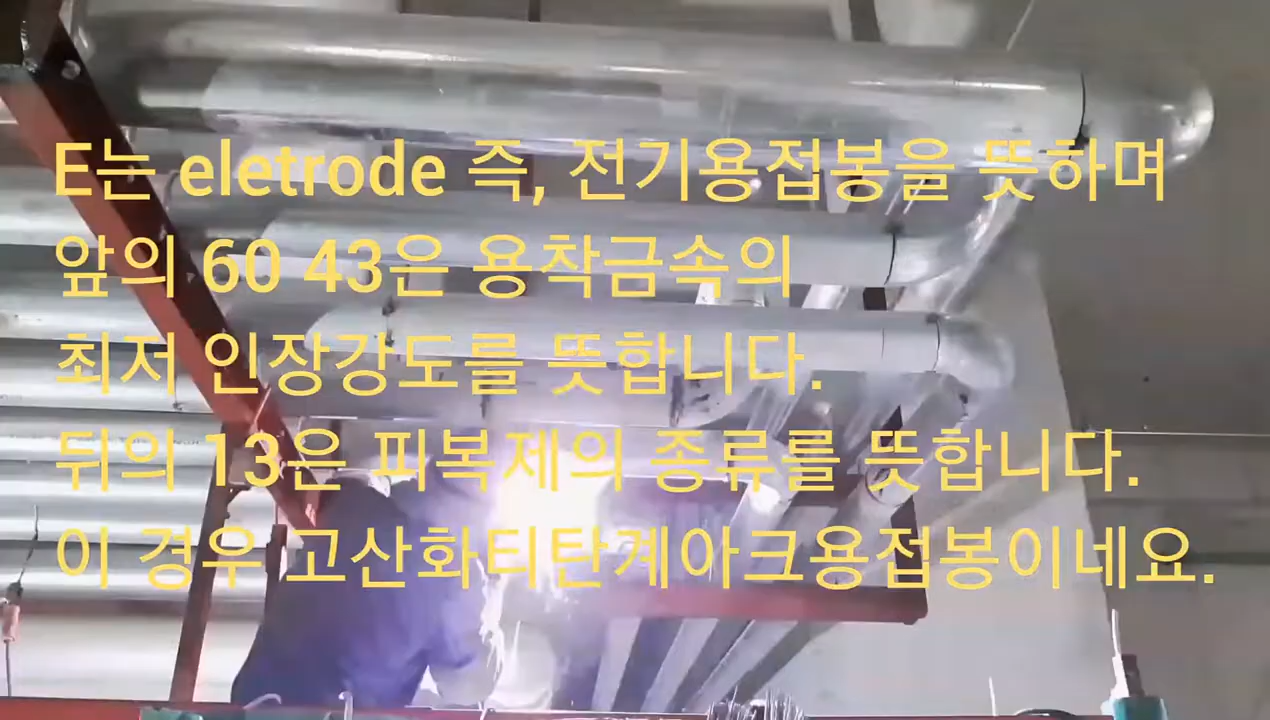 E는 eletrode 즉, 전기용접봉을 뜻하며
앞의 60 43은 용착금속의
최저 인장강도를 뜻합니다.
뒤의 13은 피복제의 종류를 뜻합니다.
이 경우 고산화티탄계아크용접봉이네요.